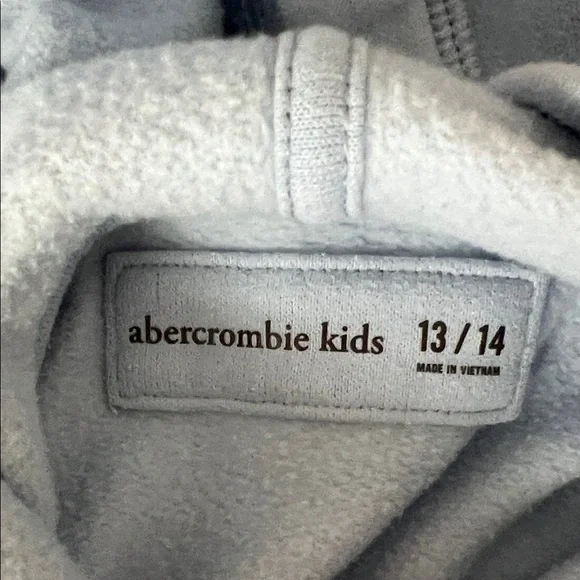 abercrombie kids 13 / 14
MADE IN VIETNAM